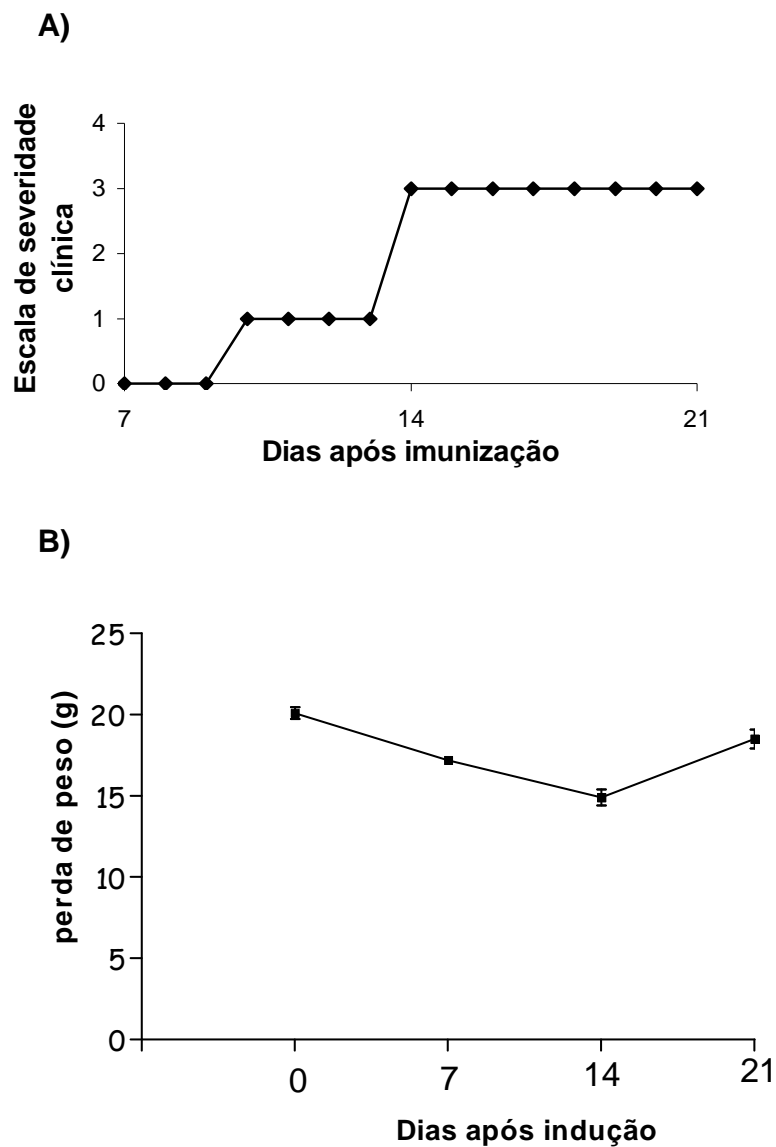 A)
Escala de severidade
clínica
4
3
2
1
0
7
14
21
Dias após imunização
B)
perda de peso (g)
25
20
15
10
5
0
0
7
14
21
Dias após indução